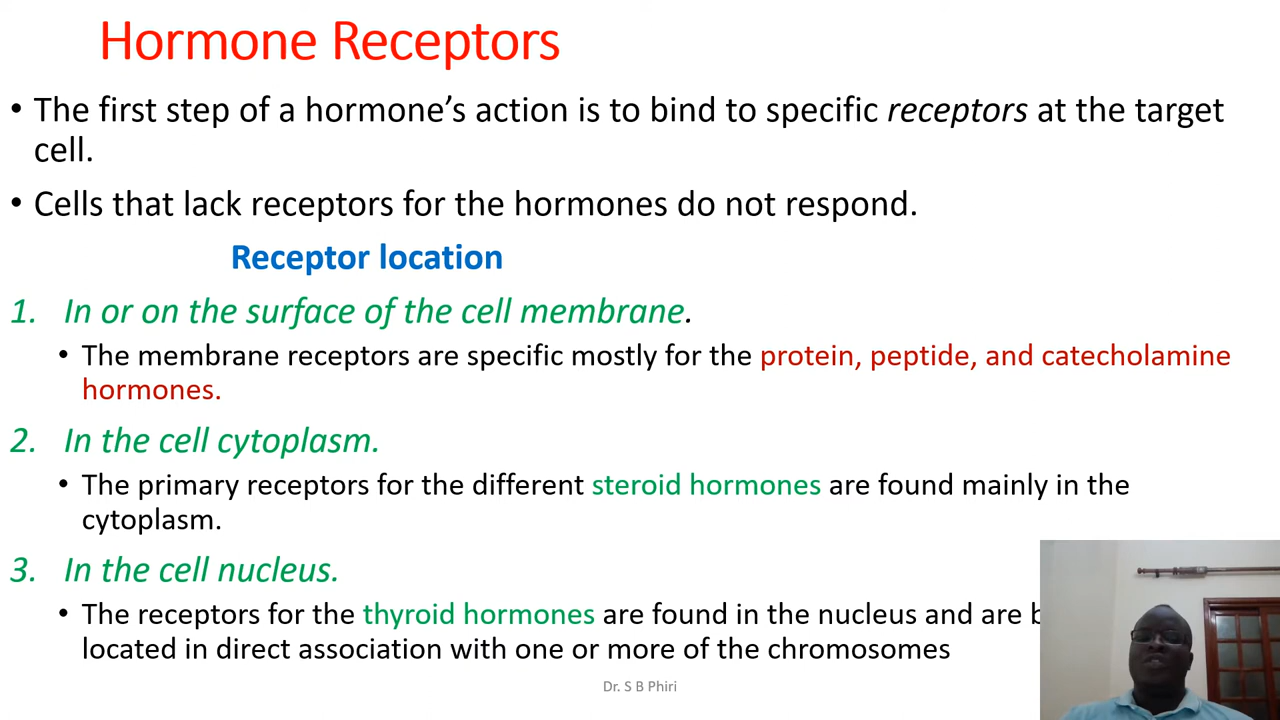 Hormone Receptors
• The first step of a hormone's action is to bind to specific receptors at the target
cell.
• Cells that lack receptors for the hormones do not respond.
Receptor location
1. In or on the surface of the cell membrane.
• The membrane receptors are specific mostly for the protein, peptide, and catecholamine
hormones.
2. In the cell cytoplasm.
• The primary receptors for the different steroid hormones are found mainly in the
cytoplasm.
3. In the cell nucleus.
• The receptors for the thyroid hormones are found in the nucleus and are
located in direct association with one or more of the chromosomes
Dr. S B Phiri